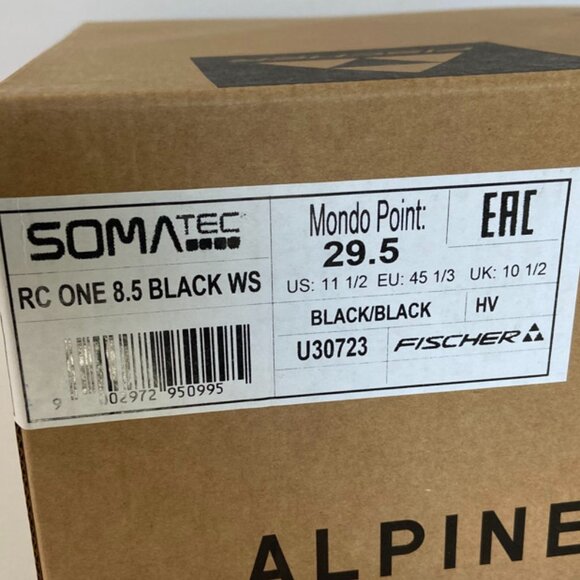 SOMATEC
RC ONE 8.5 BLACK WS
9 002972 950995
Mondo Point:
29.5
EAC
US: 11 1/2 EU: 45 1/3 UK: 10 1/2
BLACK/BLACK
HV
U30723
FISCHER
ALPINE